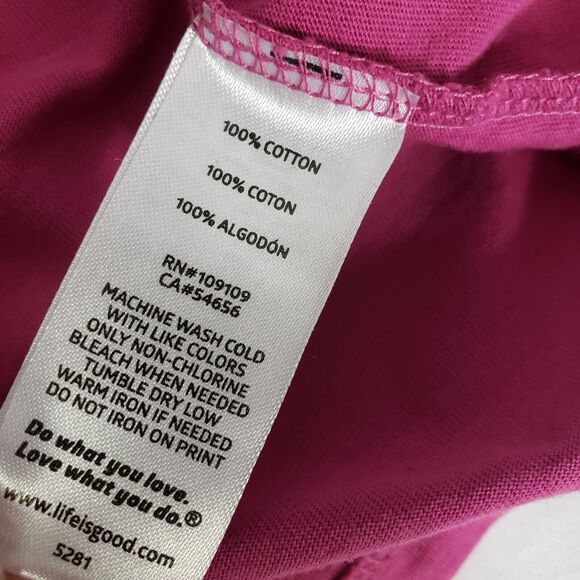 100% COTTON
100% COTON
100% ALGODÓN
RN#109109
CA#54656
MACHINE WASH COLD
WITH LIKE COLORS
ONLY NON-CHLORINE
BLEACH WHEN NEEDED
TUMBLE DRY LOW
WARM IRON IF NEEDED
DO NOT IRON ON PRINT
Do what you love.
Love what you do.®
www.lifeisgood.com
5281